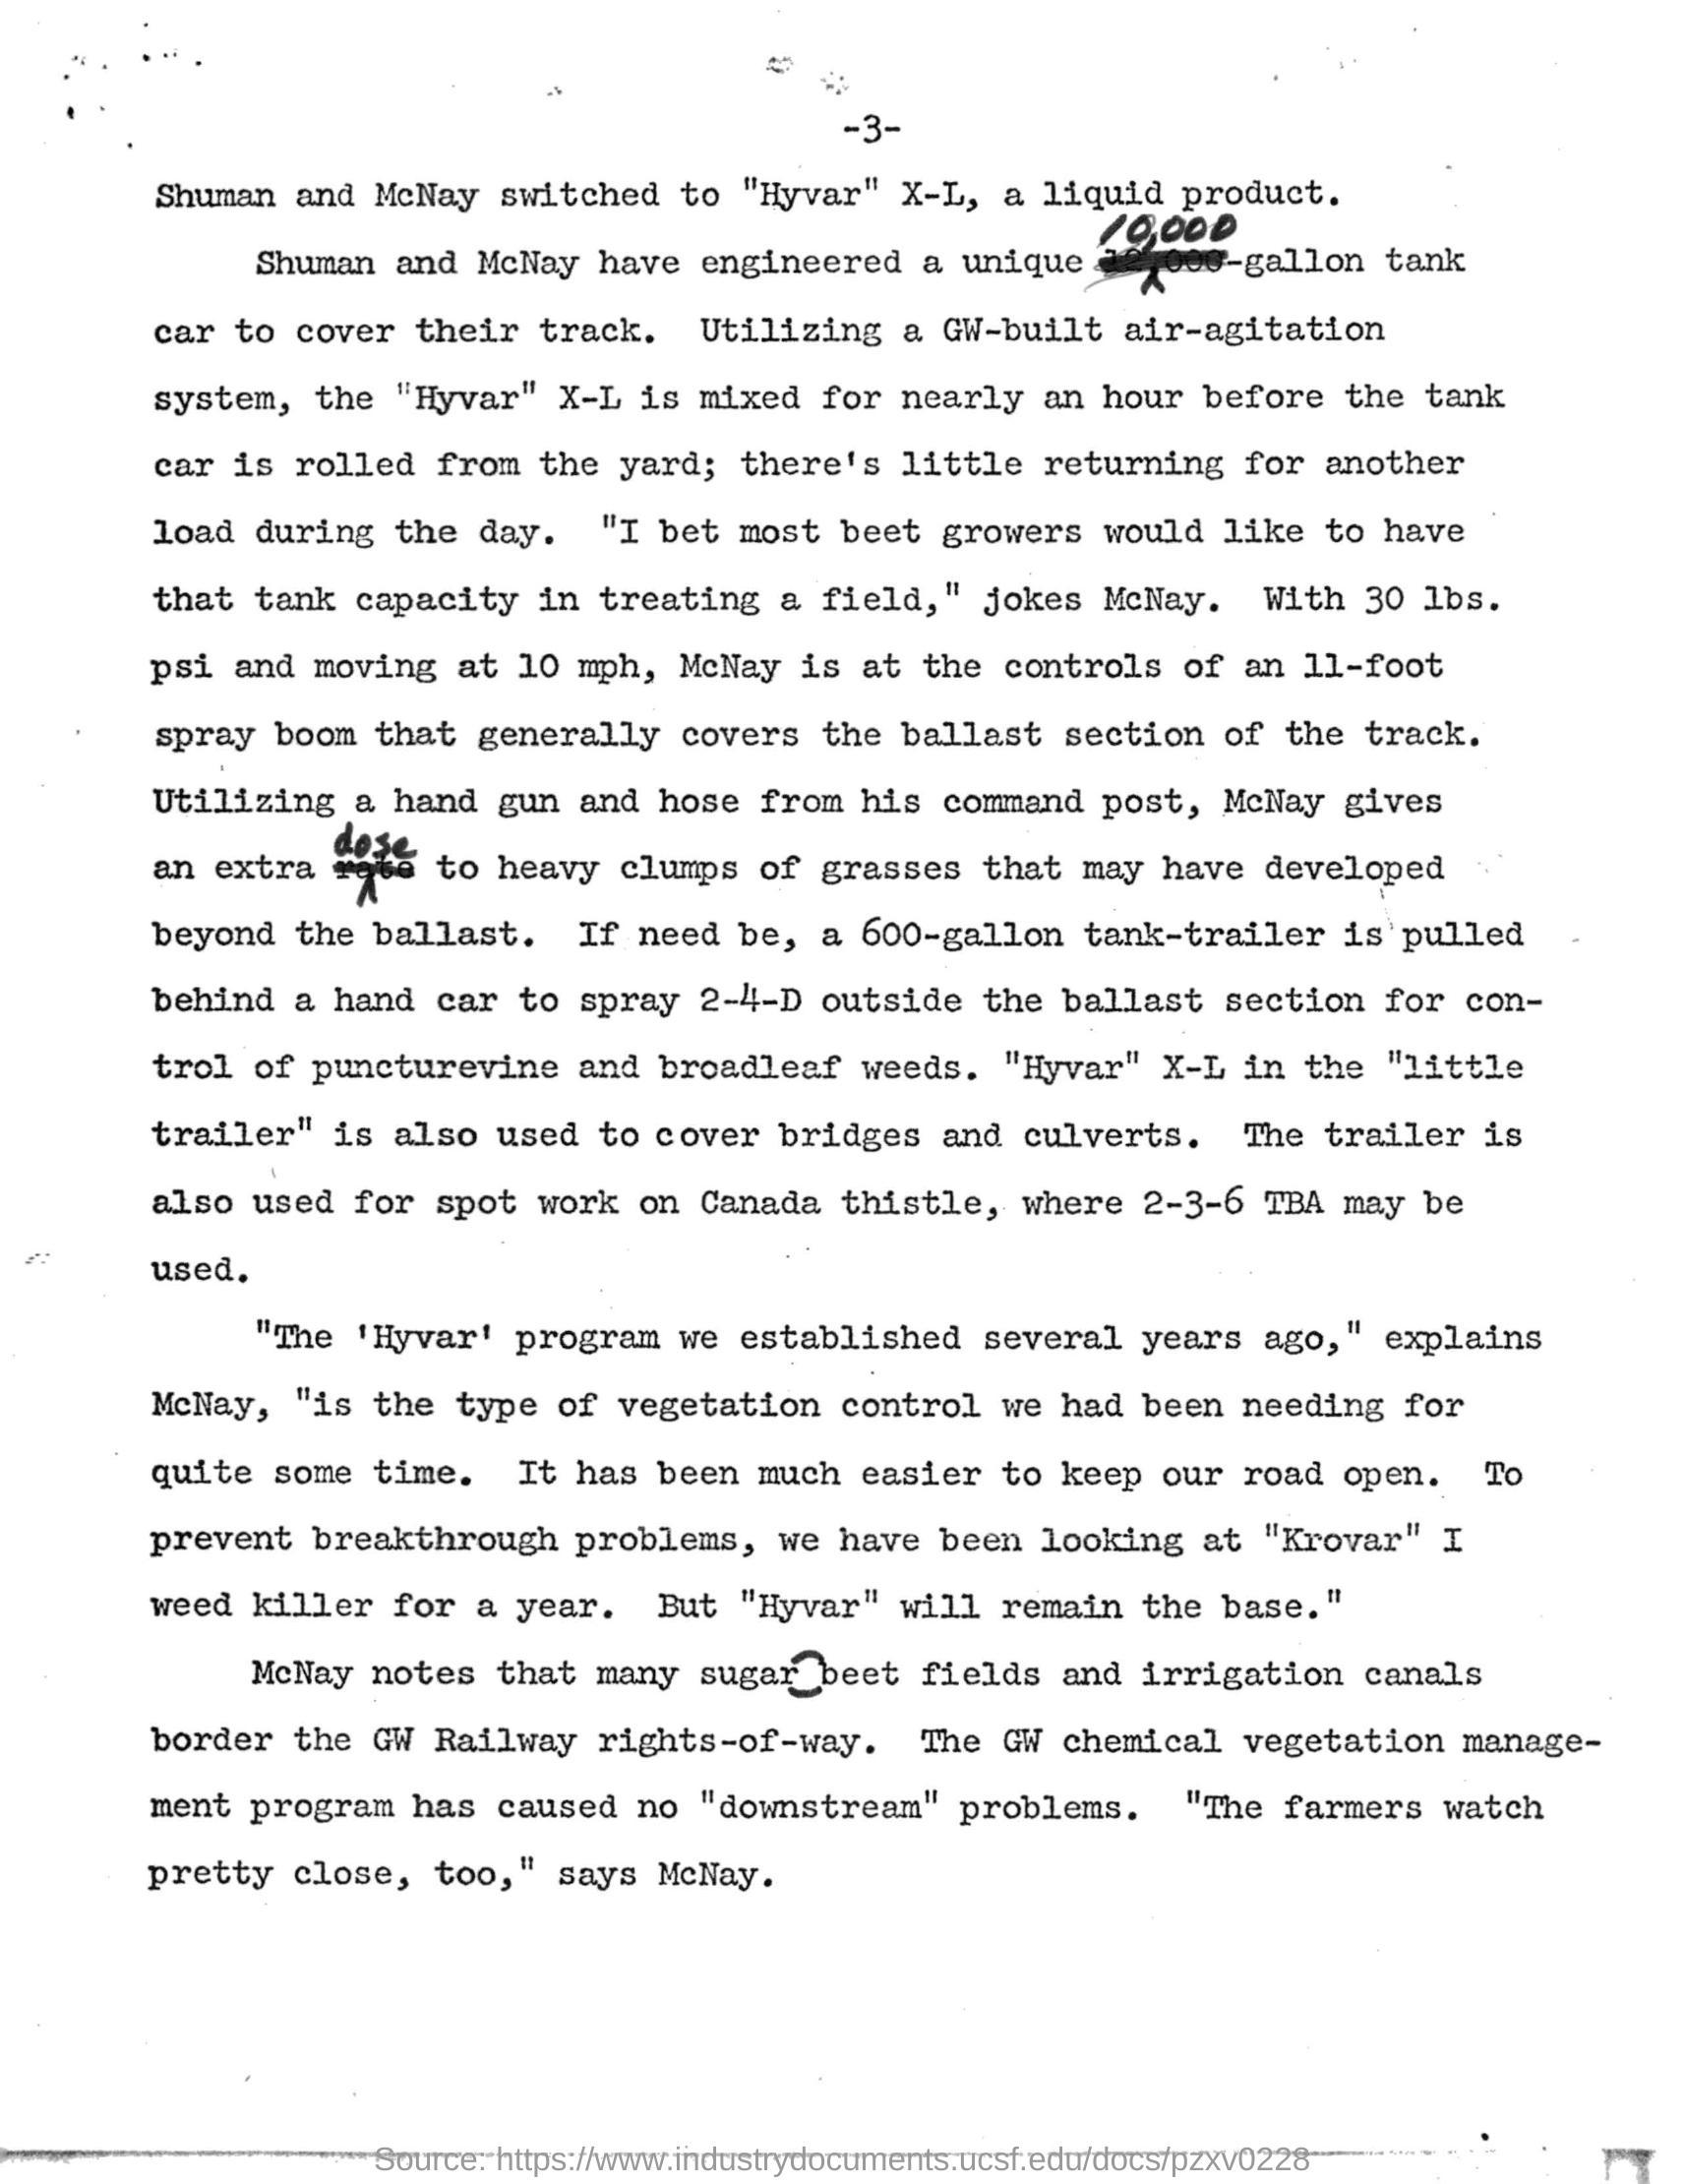 -3-
Shuman and McNay switched to "Hyvar" X-L, a liquid product.
10,000
Shuman and McNay have engineered a unique -gallon tank
car to cover their track. Utilizing a GW-built air-agitation
system, the "Hyvar" X-L is mixed for nearly an hour before the tank
car is rolled from the yard; there's little returning for another
load during the day. "I bet most beet growers would like to have
that tank capacity in treating a field," jokes McNay. With 30 lbs.
psi and moving at 10 mph, McNay is at the controls of an 11-foot
spray boom that generally covers the ballast section of the track.
Utilizing a hand gun and hose from his command post, McNay gives
dose
an extra rate to heavy clumps of grasses that may have developed
beyond the ballast. If need be, a 600-gallon tank-trailer is pulled
behind a hand car to spray 2-4-D outside the ballast section for con-
trol of puncturevine and broadleaf weeds. "Hyvar" X-L in the "little
trailer" is also used to cover bridges and culverts. The trailer is
also used for spot work on Canada thistle, where 2-3-6 TBA may be
used.
"The 'Hyvar' program we established several years ago," explains
McNay, "is the type of vegetation control we had been needing for
quite some time. It has been much easier to keep our road open. To
prevent breakthrough problems, we have been looking at "Krovar" I
weed killer for a year. But "Hyvar" will remain the base."
McNay notes that many sugar beet fields and irrigation canals
border the GW Railway rights-of-way. The GW chemical vegetation manage-
ment program has caused no "downstream" problems. "The farmers watch
pretty close, too," says McNay.
Source: https://www.industrydocuments.ucsf.edu/docs/pzxv0228